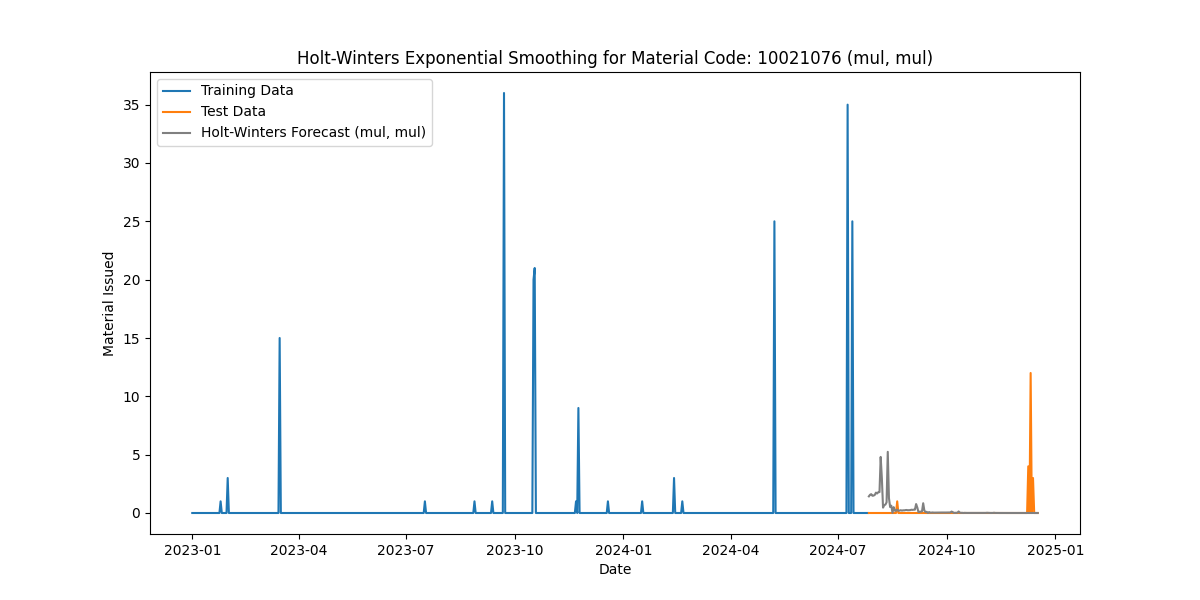 Holt-Winters Exponential Smoothing for Material Code: 10021076 (mul, mul)
Training Data
Test Data
Holt-Winters Forecast (mul, mul)
Material Issued
35
30
25
20
15
10
5
0
2023-01 2023-04 2023-07 2023-10 2024-01 2024-04 2024-07 2024-10 2025-01
Date